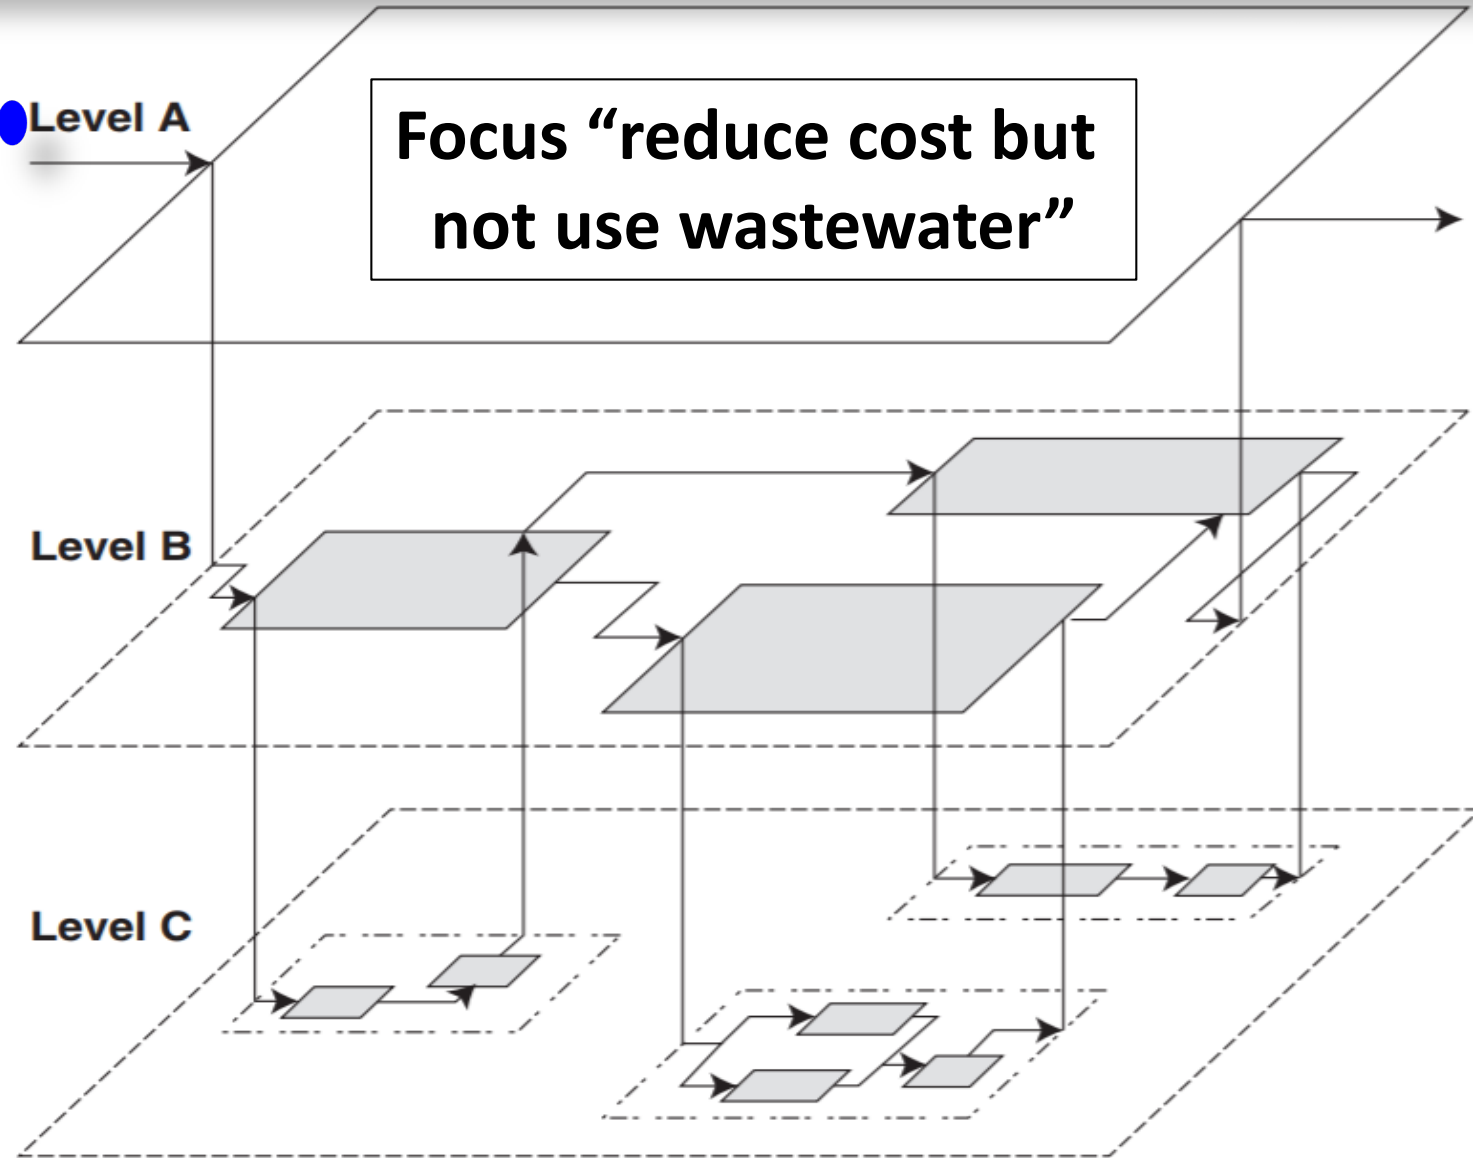 Level A
Focus “reduce cost but
not use wastewater”
Level B
Level C